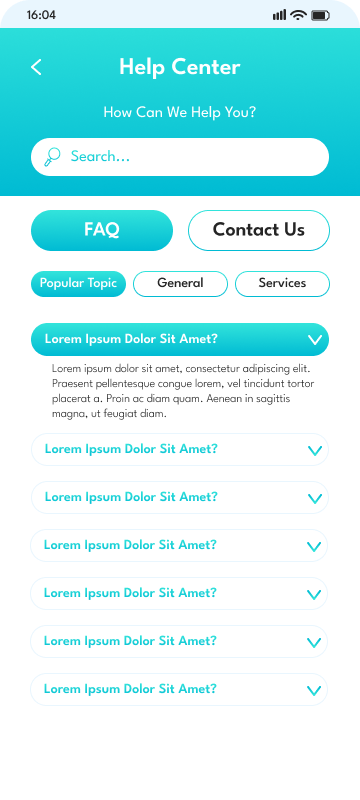 16:04
Help Center
How Can We Help You?
Search...
FAQ
Contact Us
Popular Topic
General
Services
Lorem Ipsum Dolor Sit Amet?
Lorem ipsum dolor sit amet, consectetur adipiscing elit.
Praesent pellentesque congue lorem, vel tincidunt tortor
placerat a. Proin ac diam quam. Aenean in sagittis
magna, ut feugiat diam.
Lorem Ipsum Dolor Sit Amet?
Lorem Ipsum Dolor Sit Amet?
Lorem Ipsum Dolor Sit Amet?
Lorem Ipsum Dolor Sit Amet?
Lorem Ipsum Dolor Sit Amet?
Lorem Ipsum Dolor Sit Amet?